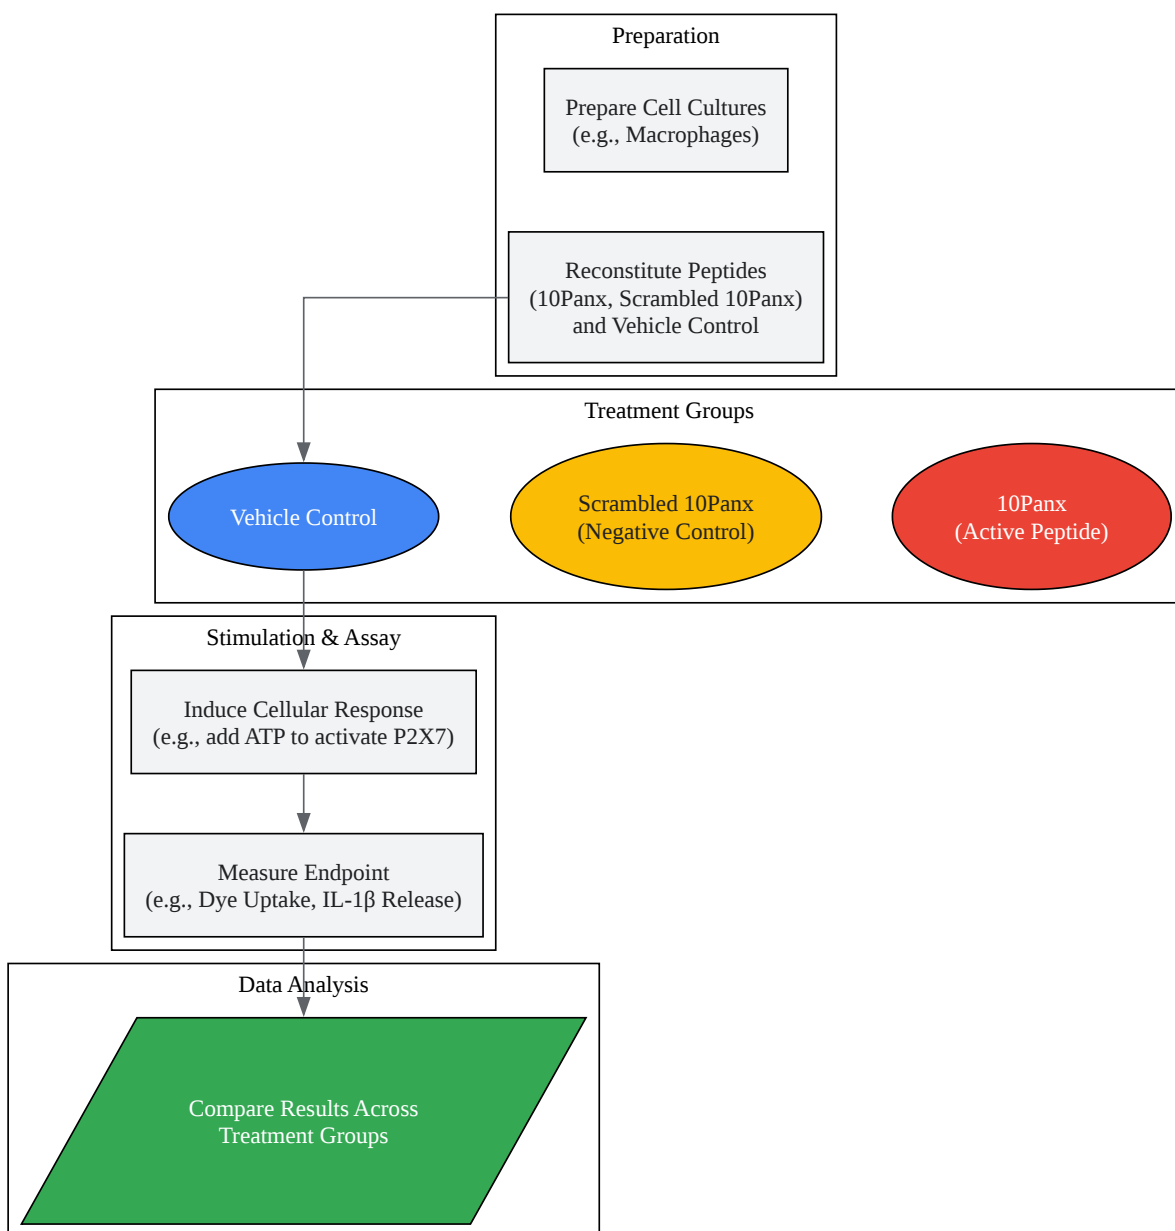 Preparation
Prepare Cell Cultures
(e.g., Macrophages)
Reconstitute Peptides
(10Panx, Scrambled 10Panx)
and Vehicle Control
Treatment Groups
Vehicle Control
Scrambled 10Panx
(Negative Control)
10Panx
(Active Peptide)
Stimulation & Assay
Induce Cellular Response
(e.g., add ATP to activate P2X7)
Measure Endpoint
(e.g., Dye Uptake, IL-1β Release)
Data Analysis
Compare Results Across
Treatment Groups